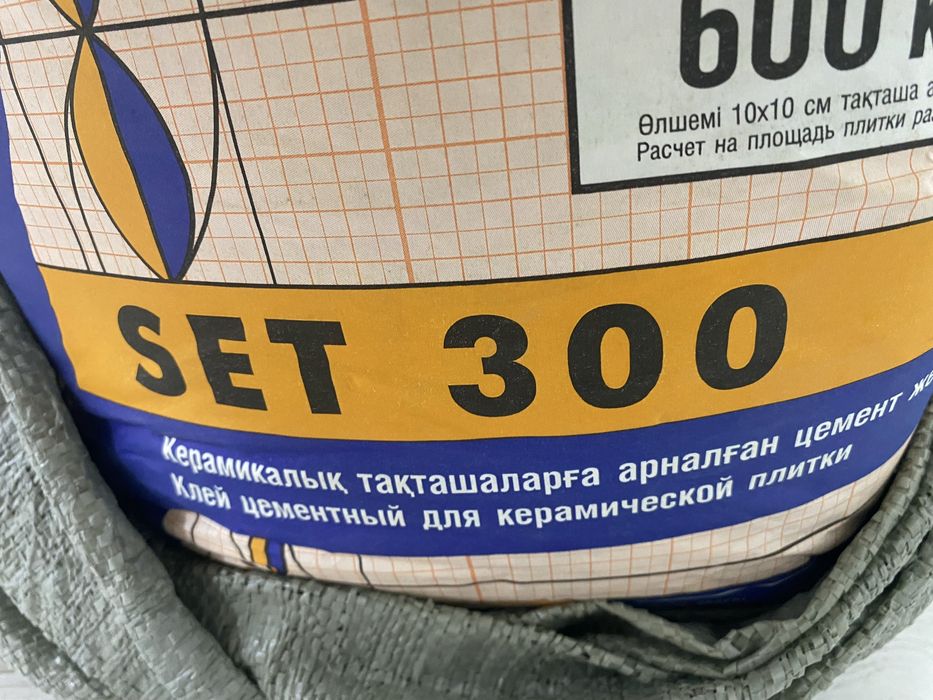 600
Өлшемі 10х10 см тақташа
Расчет на площадь плитки
SET 300
Керамикалық тақташаларға арналған цемент
Клей цементный для керамической плитки